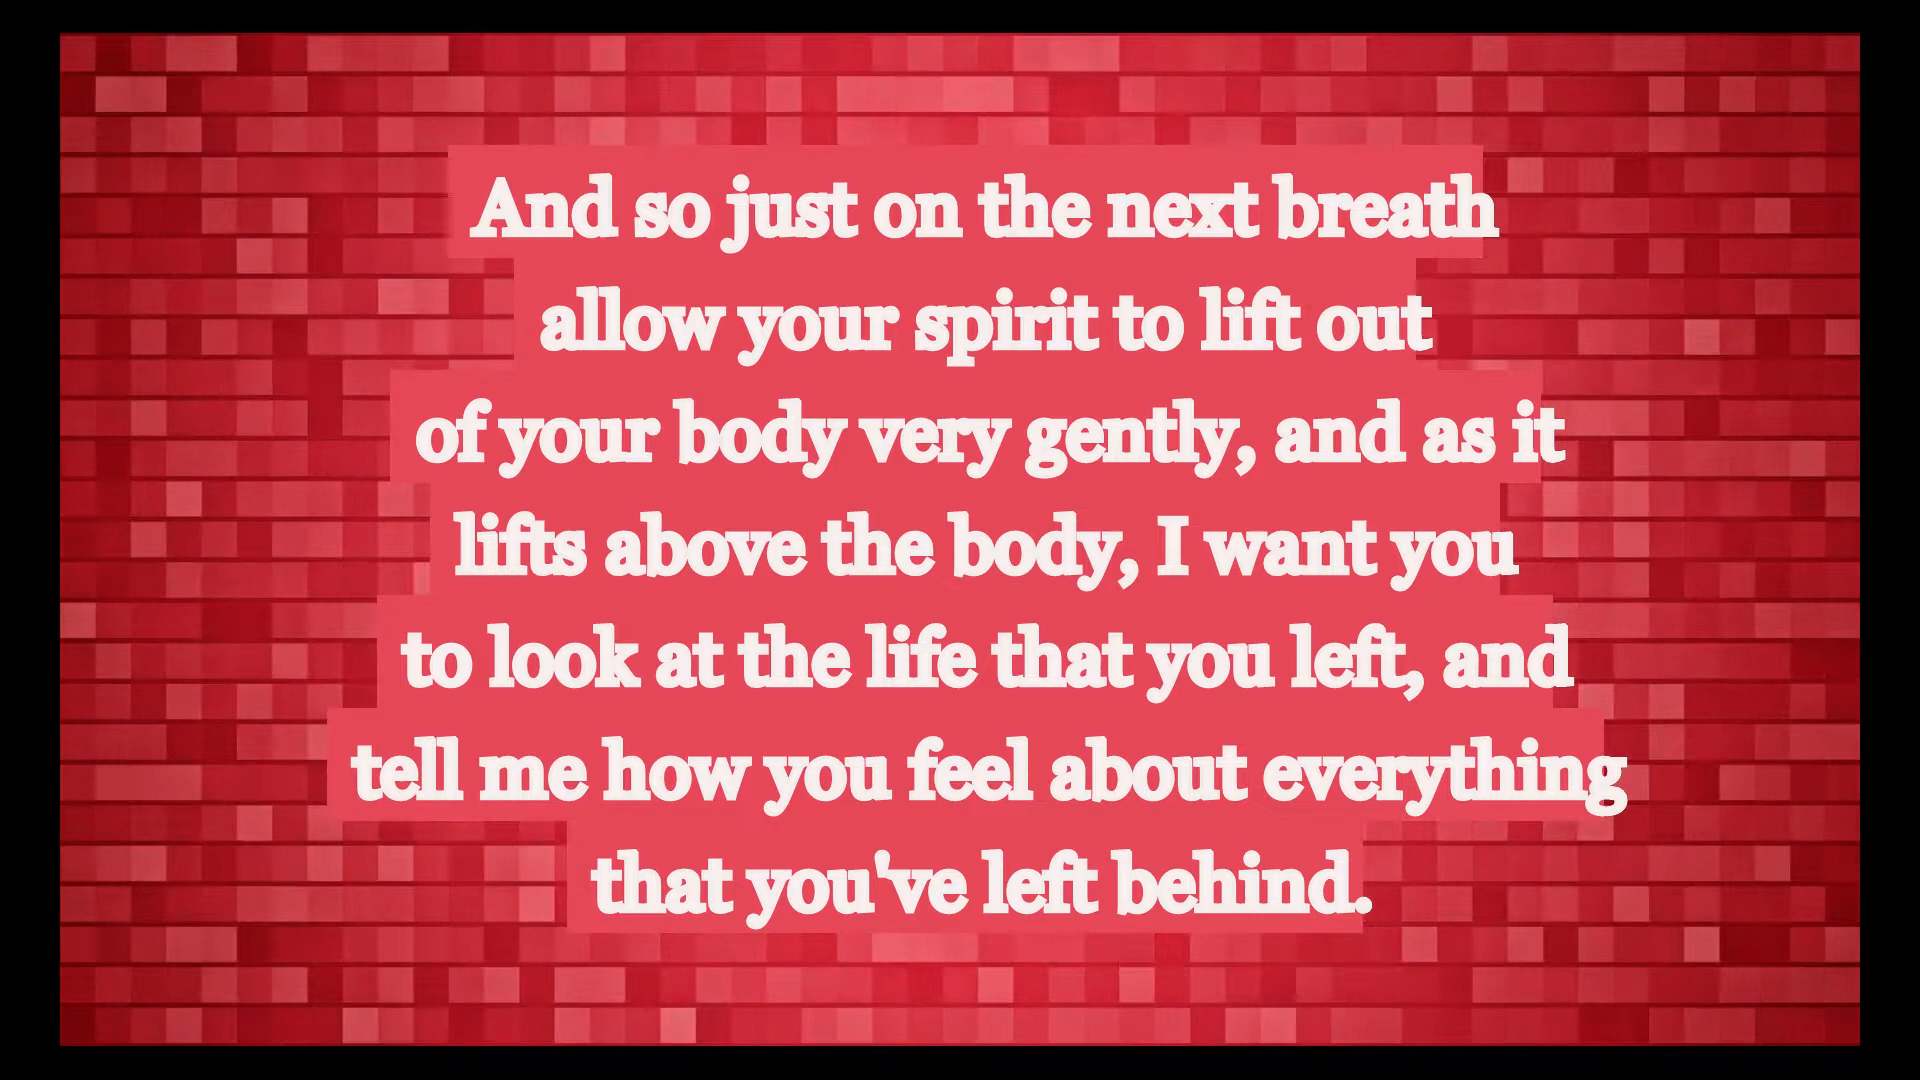 And so just on the next breath
allow your spirit to lift out
of your body very gently, and as it
lifts above the body, I want you
to look at the life that you left, and
tell me how you feel about everything
that you've left behind.